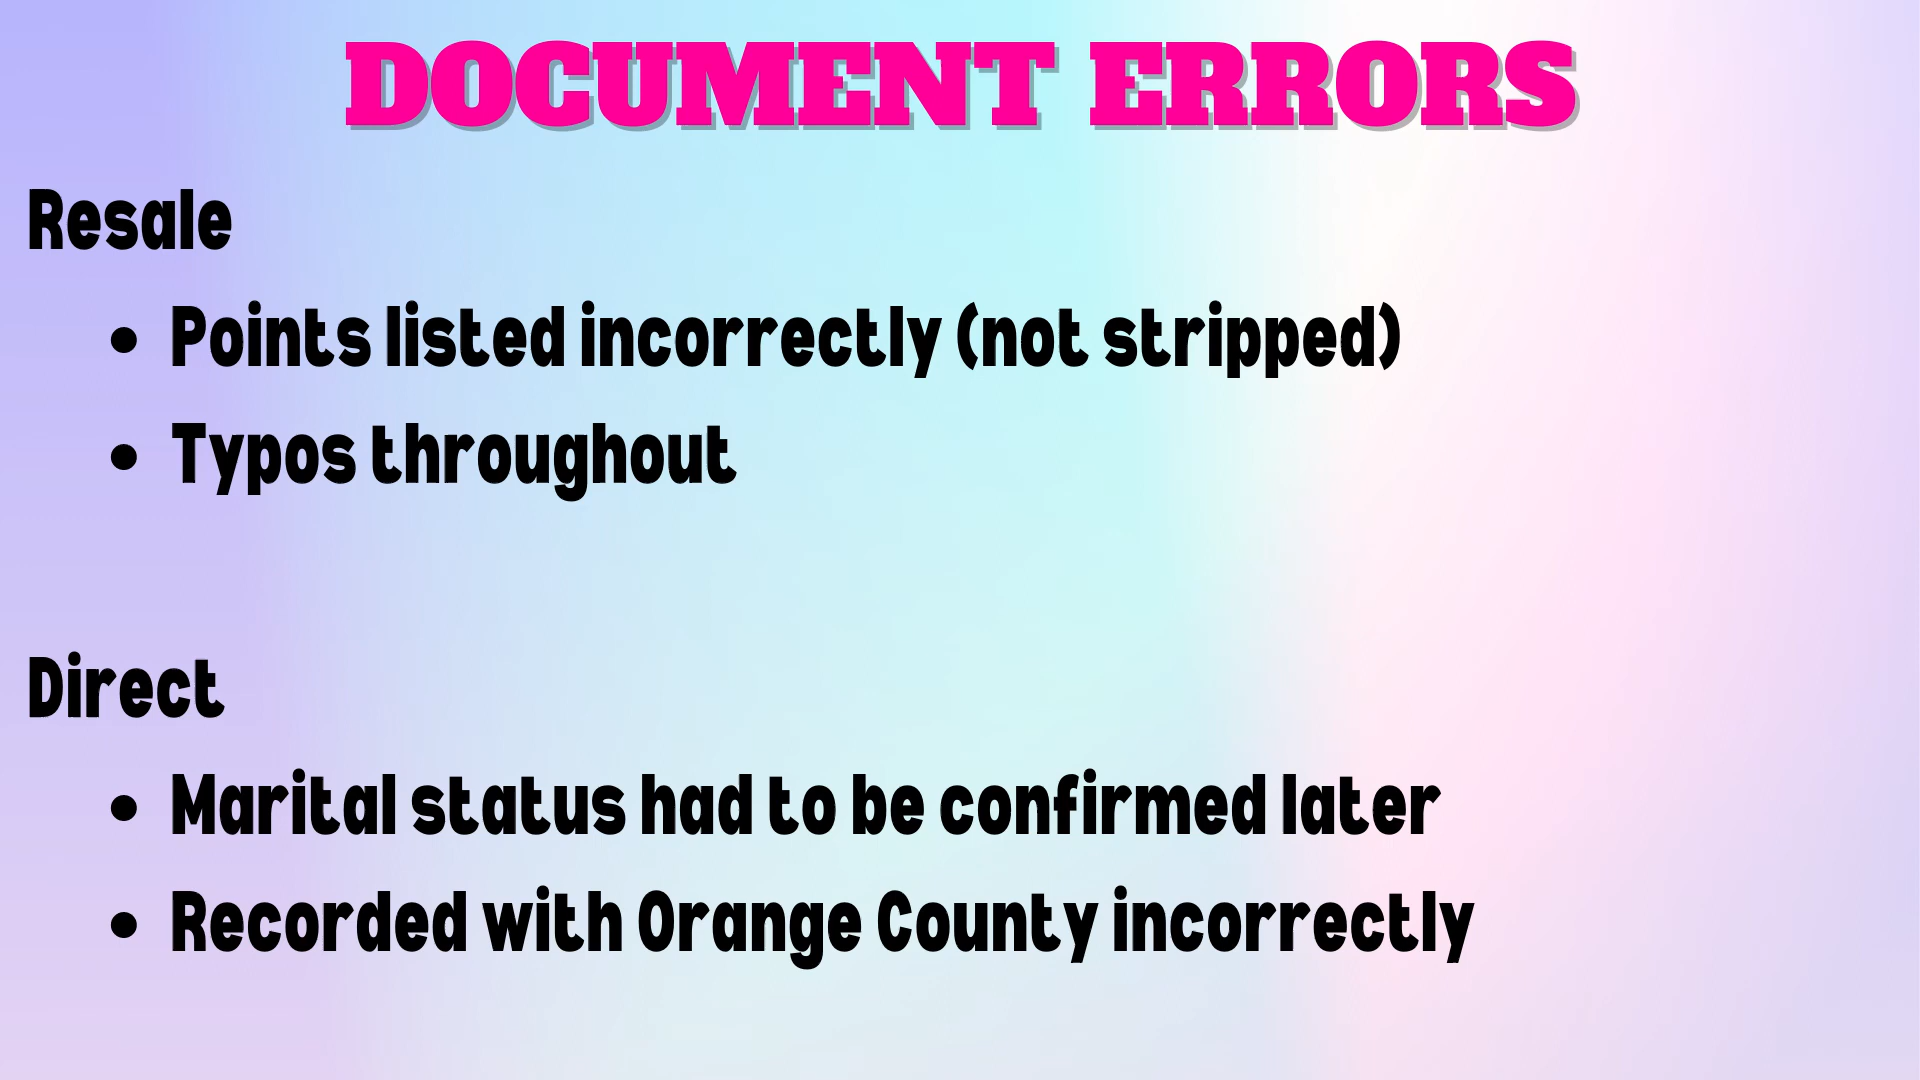 DOCUMENT ERRORS
Resale
• Points listed incorrectly (not stripped)
• Typos throughout
Direct
• Marital status had to be confirmed later
• Recorded with Orange County incorrectly